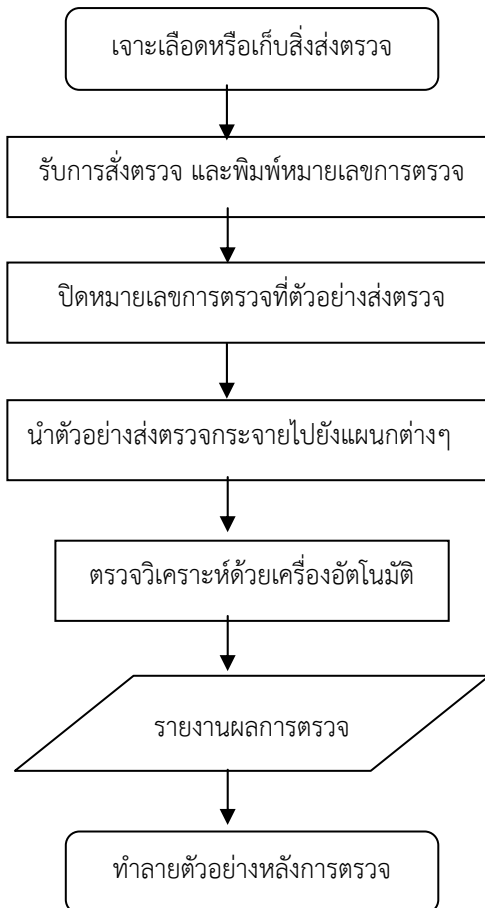 เจาะเลือดหรือเก็บสิ่งส่งตรวจ
รับการสั่งตรวจ และพิมพ์หมายเลขการตรวจ
ปิดหมายเลขการตรวจที่ตัวอย่างส่งตรวจ
นำตัวอย่างส่งตรวจกระจายไปยังแผนกต่างๆ
ตรวจวิเคราะห์ด้วยเครื่องอัตโนมัติ
รายงานผลการตรวจ
ทำลายตัวอย่างหลังการตรวจ